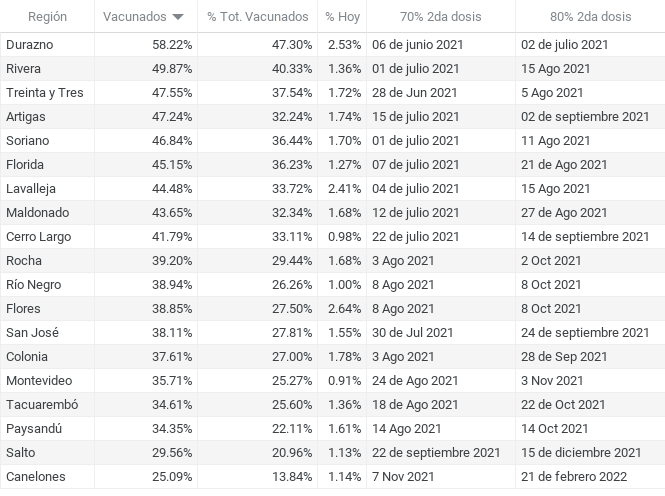 Región Vacunados % Tot. Vacunados % Hoy 70% 2da dosis 80% 2da dosis
Durazno 58.22% 47.30% 2.53% 06 de junio 2021 02 de julio 2021
Rivera 49.87% 40.33% 1.36% 01 de julio 2021 15 Ago 2021
Treinta y Tres 47.55% 37.54% 1.72% 28 de Jun 2021 5 Ago 2021
Artigas 47.24% 32.24% 1.74% 15 de julio 2021 02 de septiembre 2021
Soriano 46.84% 36.44% 1.70% 01 de julio 2021 11 Ago 2021
Florida 45.15% 36.23% 1.27% 07 de julio 2021 21 de Ago 2021
Lavalleja 44.48% 33.72% 2.41% 04 de julio 2021 15 Ago 2021
Maldonado 43.65% 32.34% 1.68% 12 de julio 2021 27 de Ago 2021
Cerro Largo 41.79% 33.11% 0.98% 22 de julio 2021 14 de septiembre 2021
Rocha 39.20% 29.44% 1.68% 3 Ago 2021 2 Oct 2021
Río Negro 38.94% 26.26% 1.00% 8 Ago 2021 8 Oct 2021
Flores 38.85% 27.50% 2.64% 8 Ago 2021 8 Oct 2021
San José 38.11% 27.81% 1.55% 30 de Jul 2021 24 de septiembre 2021
Colonia 37.61% 27.00% 1.78% 3 Ago 2021 28 de Sep 2021
Montevideo 35.71% 25.27% 0.91% 24 de Ago 2021 3 Nov 2021
Tacuarembó 34.61% 25.60% 1.36% 18 de Ago 2021 22 de Oct 2021
Paysandú 34.35% 22.11% 1.61% 14 Ago 2021 14 Oct 2021
Salto 29.56% 20.96% 1.13% 22 de septiembre 2021 15 de diciembre 2021
Canelones 25.09% 13.84% 1.14% 7 Nov 2021 21 de febrero 2022